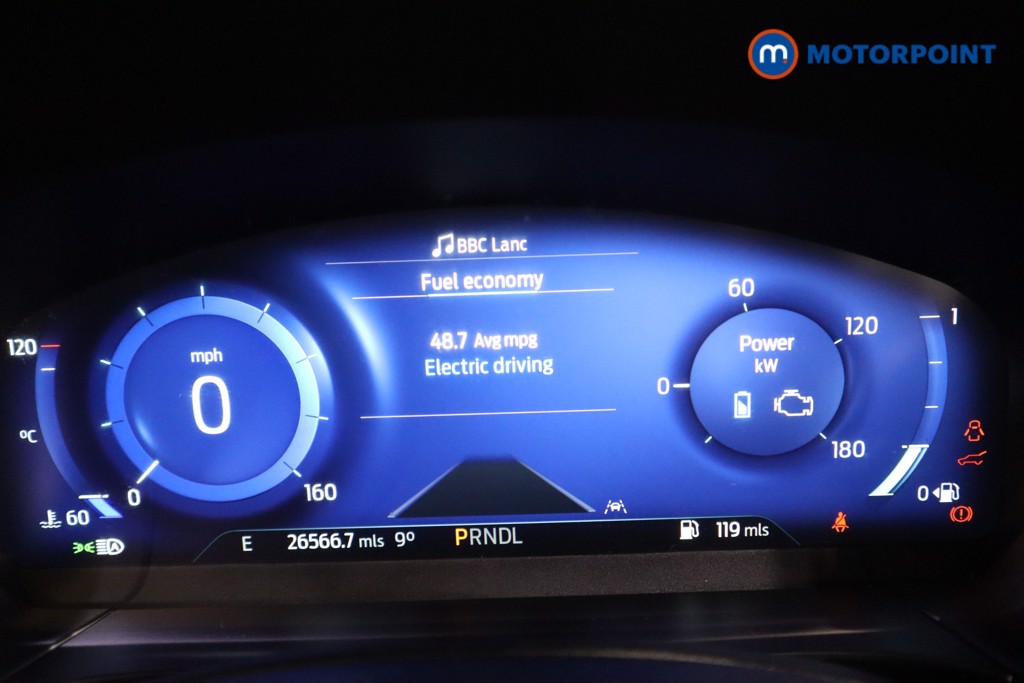 m MOTORPOINT
BBC Lanc
Fuel economy
48.7 Avg mpg
Electric driving
120
°C
60
mph
0
0
160
60
120
Power
kW
0
180
1
0
A
E 26566.7 mls 9° PRNDL 119 mls